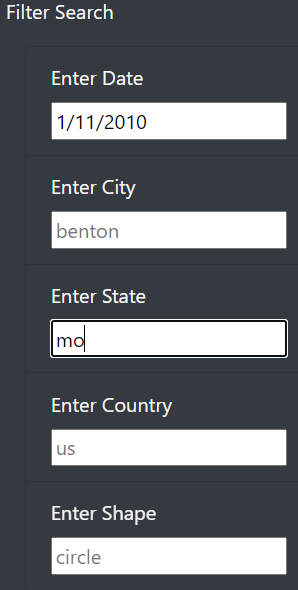 Filter Search
Enter Date
1/11/2010
Enter City
benton
Enter State
mo
Enter Country
us
Enter Shape
circle